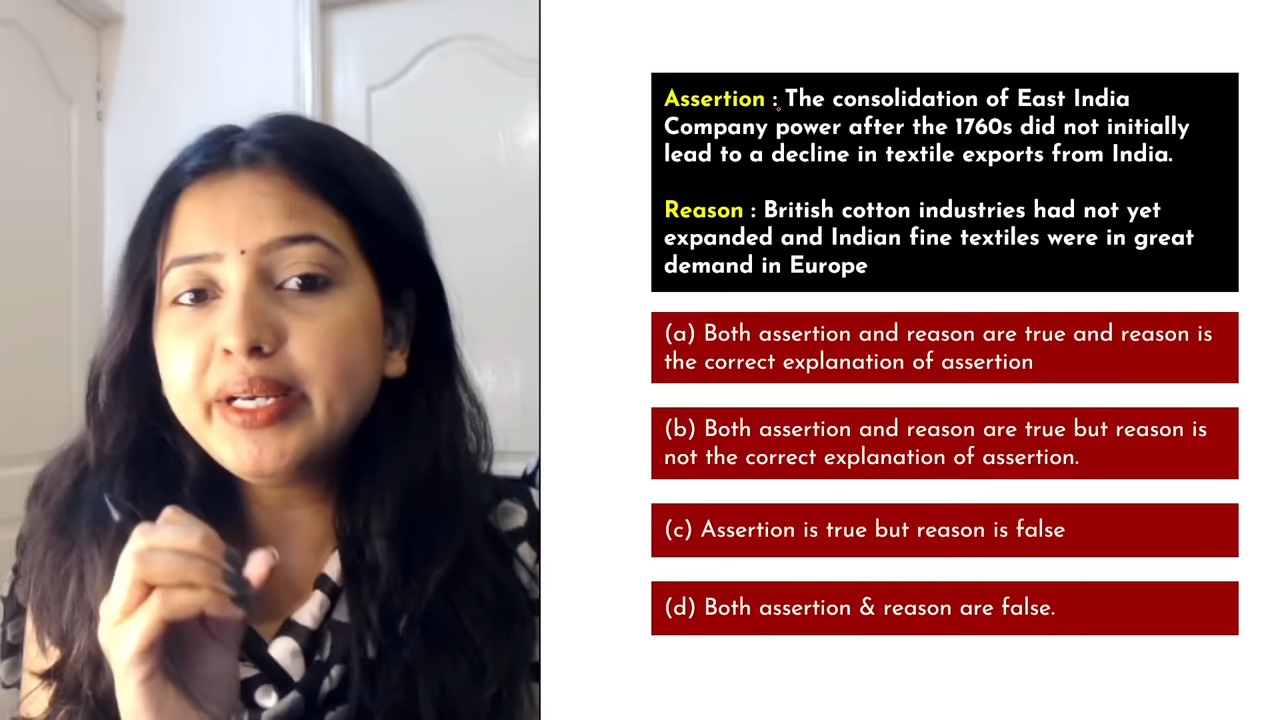 Assertion : The consolidation of East India
Company power after the 1760s did not initially
lead to a decline in textile exports from India.
Reason : British cotton industries had not yet
expanded and Indian fine textiles were in great
demand in Europe
(a) Both assertion and reason are true and reason is
the correct explanation of assertion
(b) Both assertion and reason are true but reason is
not the correct explanation of assertion.
(c) Assertion is true but reason is false
(d) Both assertion & reason are false.